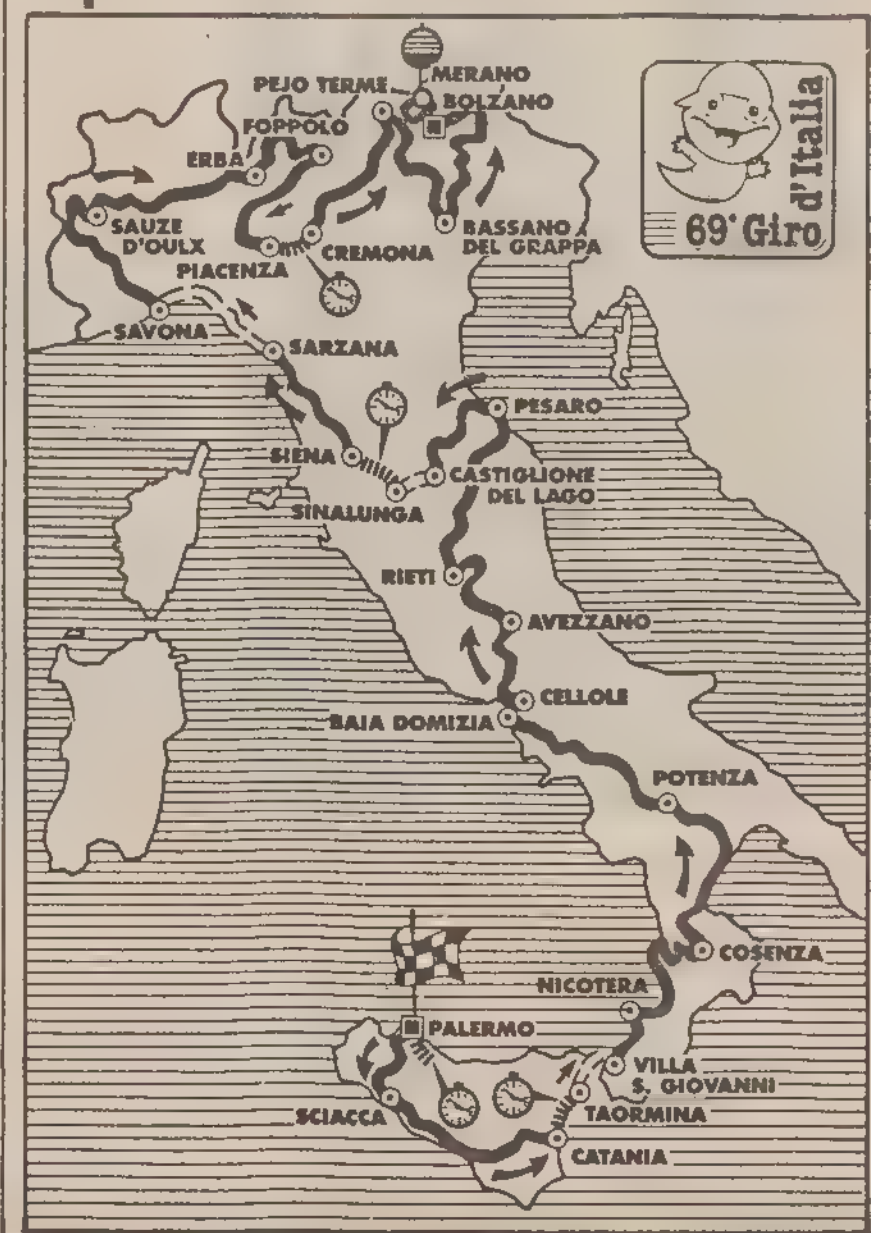 MERANO
PEJO TERME
BOLZANO
FOPPOLO
ERBA
d'Italia
69° Giro
SAUZE
D'OULX
BASSANO
DEL GRAPPA
CREMONA
PIACENZA
SAVONA
SARZANA
PESARO
SIENA
CASTIGLIONE
DEL LAGO
SINALUNGA
RIETI
AVEZZANO
CELLOLE
BAIA DOMIZIA
POTENZA
COSENZA
NICOTERA
PALERMO
VILLA
S. GIOVANNI
TAORMINA
SCIACCA
CATANIA